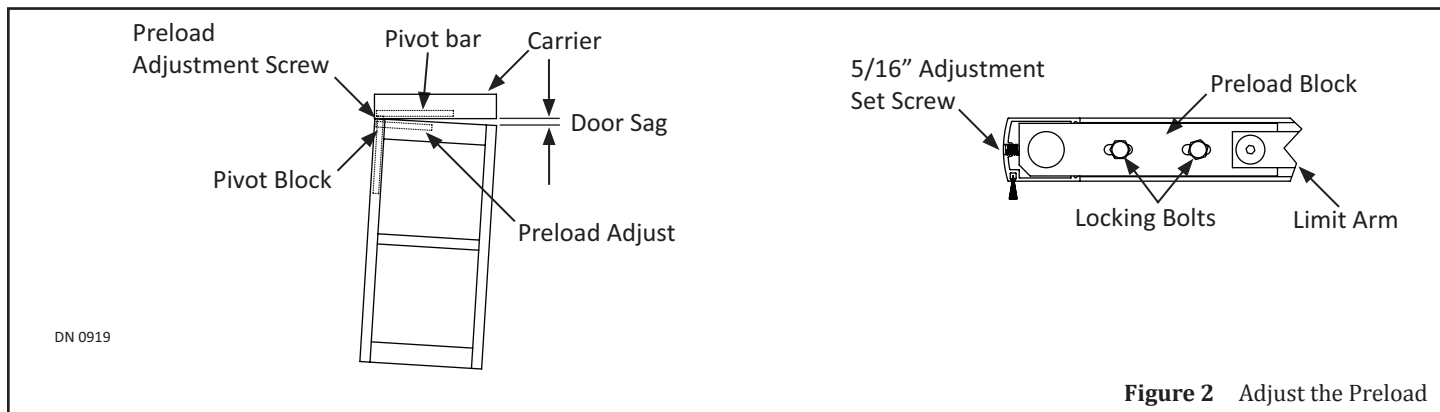 Preload
Adjustment Screw
Pivot bar
Carrier
Door Sag
Pivot Block
Preload Adjust
DN 0919
5/16” Adjustment
Set Screw
Preload Block
Locking Bolts
Limit Arm
Figure 2 Adjust the Preload